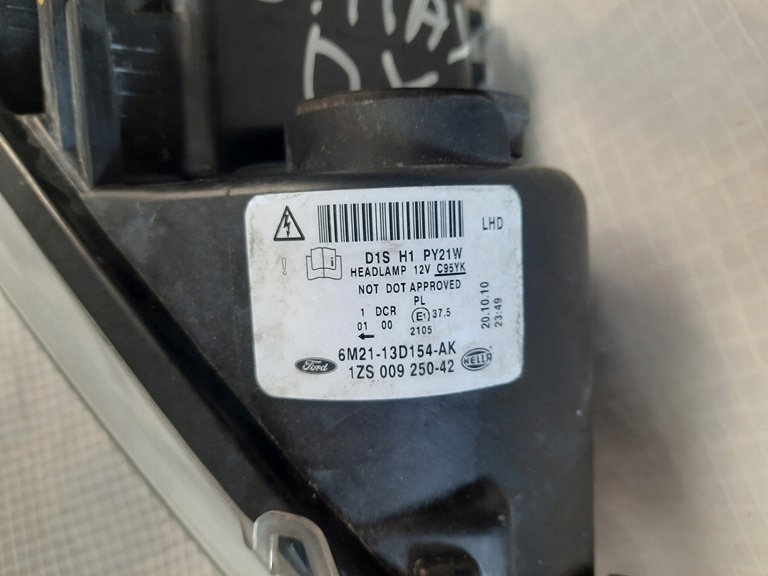 LHD
D1S H1 PY21W
HEADLAMP 12V C95YK
NOT DOT APPROVED
PL
1 DCR E1 37.5
01 00 2105
20.10.10
23:49
6M21-13D154-AK
Ford
1ZS 009 250-42
HELLA